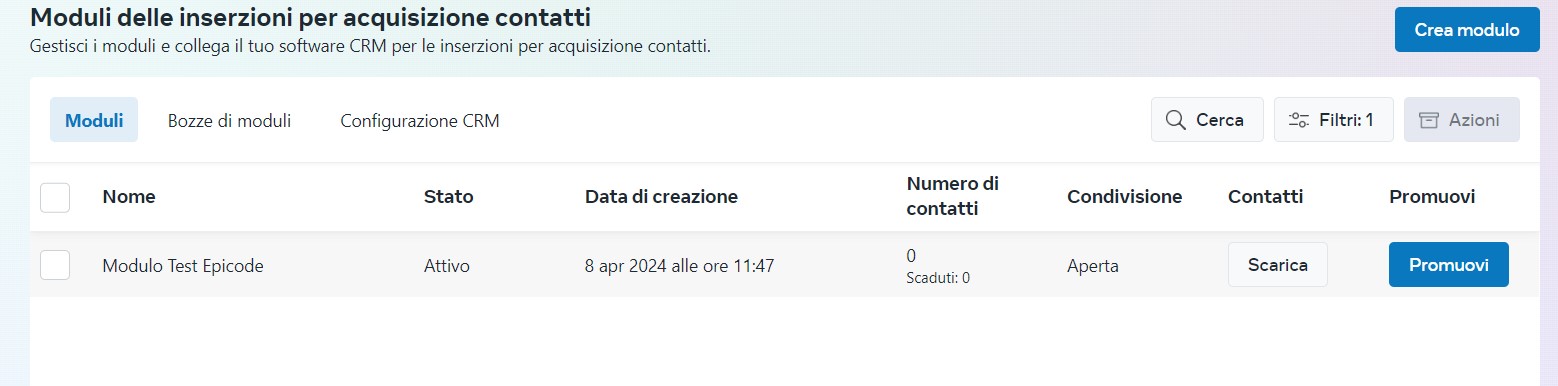 Moduli delle inserzioni per acquisizione contatti
Gestisci i moduli e collega il tuo software CRM per le inserzioni per acquisizione contatti.
Crea modulo
Moduli
Bozze di moduli
Configurazione CRM
Cerca
Filtri: 1
Azioni
Nome
Stato
Data di creazione
Numero di
contatti
Condivisione
Contatti
Promuovi
Modulo Test Epicode
Attivo
8 apr 2024 alle ore 11:47
0
Scaduti: 0
Aperta
Scarica
Promuovi